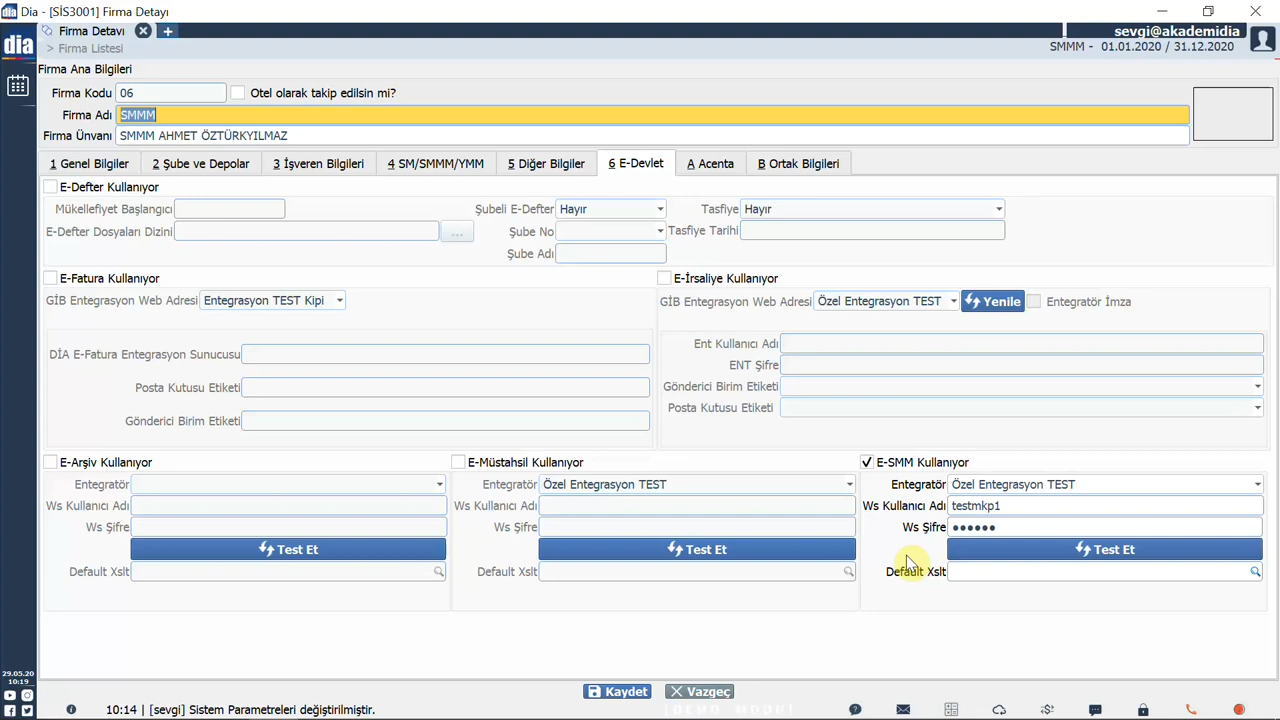 Dia - [SİS3001] Firma Detayı
dia
Firma Detayı
sevgi@akademidia
> Firma Listesi
SMMM - 01.01.2020 / 31.12.2020
Firma Ana Bilgileri
Firma Kodu 06 Otel olarak takip edilsin mi?
Firma Adı SMMM
Firma Ünvanı SMMM AHMET ÖZTÜRKYILMAZ
1 Genel Bilgiler 2 Şube ve Depolar 3 İşveren Bilgileri 4 SM/SMMM/YMM 5 Diğer Bilgiler 6 E-Devlet A Acenta B Ortak Bilgileri
E-Defter Kullanıyor
Mükellefiyet Başlangıcı Şubeli E-Defter Hayır Tasfiye Hayır
E-Defter Dosyaları Dizini ... Şube No Tasfiye Tarihi
Şube Adı
E-Fatura Kullanıyor E-İrsaliye Kullanıyor
GİB Entegrasyon Web Adresi Entegrasyon TEST Kipi GİB Entegrasyon Web Adresi Özel Entegrasyon TEST Yenile Entegratör İmza
Ent Kullanıcı Adı
DİA E-Fatura Entegrasyon Sunucusu ENT Şifre
Posta Kutusu Etiketi Gönderici Birim Etiketi
Gönderici Birim Etiketi Posta Kutusu Etiketi
E-Arşiv Kullanıyor E-Müstahsil Kullanıyor E-SMM Kullanıyor
Entegratör Entegratör Özel Entegrasyon TEST Entegratör Özel Entegrasyon TEST
Ws Kullanıcı Adı Ws Kullanıcı Adı Ws Kullanıcı Adı testmkp1
Ws Şifre Ws Şifre Ws Şifre ●●●●●●
Test Et Test Et Test Et
Default Xslt Default Xslt Default Xslt
29.05.20
10:19
Kaydet Vazgeç
10:14 | [sevgi] Sistem Parametreleri değiştirilmiştir.
[DEMO MODU]